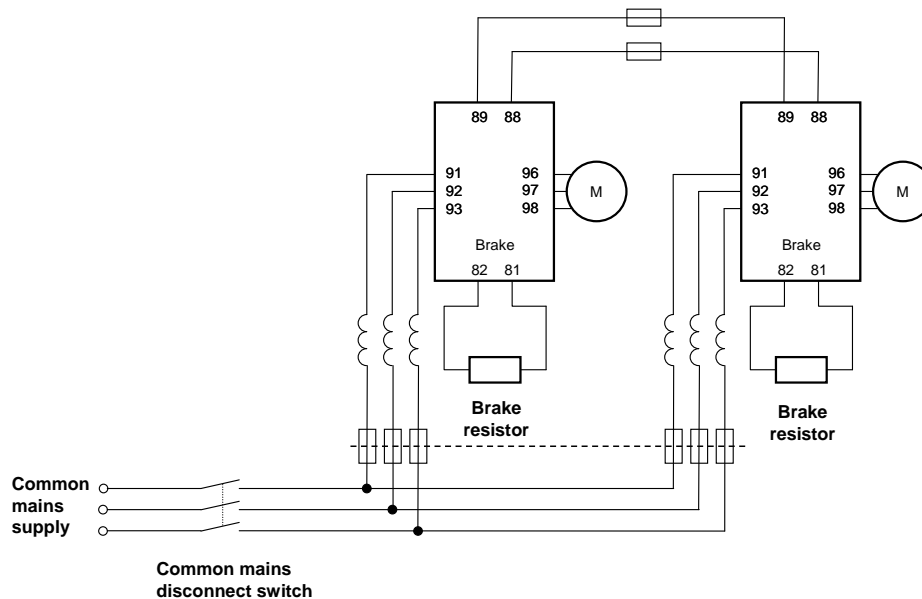 89 88
89 88
91 96
92 97
93 98
M
Brake
82 81
91 96
92 97
93 98
M
Brake
82 81
Brake
resistor
Brake
resistor
Common
mains
supply
Common mains
disconnect switch